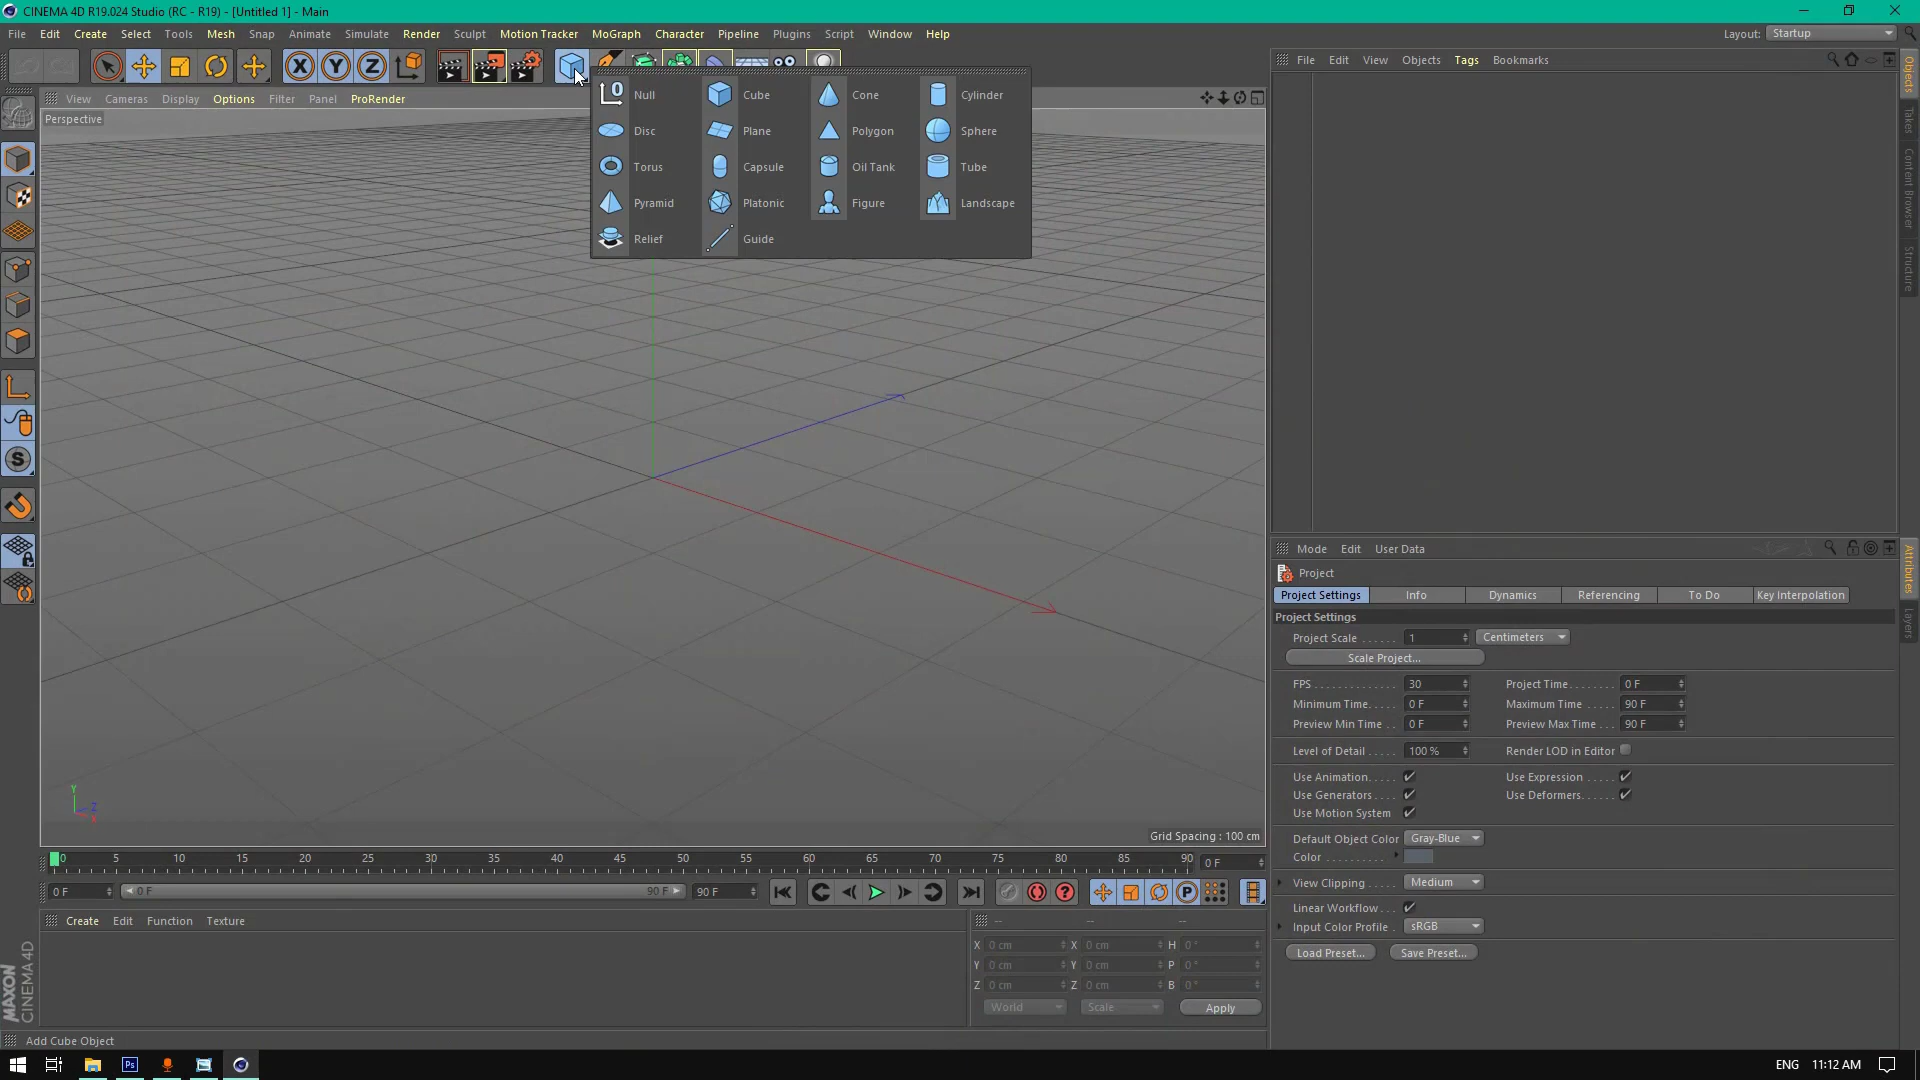 CINEMA 4D R19.024 Studio (RC - R19) - [Untitled 1] - Main
File Edit Create Select Tools Mesh Snap Animate Simulate Render Sculpt Motion Tracker MoGraph Character Pipeline Plugins Script Window Help
Layout: Startup
X Y Z
File Edit View Objects Tags Bookmarks
View Cameras Display Options Filter Panel ProRender
Perspective
0 Null Cube Cone Cylinder
Disc Plane Polygon Sphere
Torus Capsule Oil Tank Tube
Pyramid Platonic Figure Landscape
Relief Guide
Objects
Takes
Content Browser
Structure
S
Y
Z
X
Grid Spacing : 100 cm
Mode Edit User Data
Project
Project Settings Info Dynamics Referencing To Do Key Interpolation
Project Settings
Project Scale ...... 1 Centimeters
Scale Project...
FPS .............. 30 Project Time........ 0 F
Minimum Time..... 0 F Maximum Time ..... 90 F
Preview Min Time .. 0 F Preview Max Time ... 90 F
Level of Detail..... 100 % Render LOD in Editor
Use Animation..... Use Expression .....
Use Generators .... Use Deformers......
Use Motion System
Default Object Color Gray-Blue
Color ..........
View Clipping ..... Medium
Linear Workflow...
Input Color Profile . sRGB
Load Preset... Save Preset...
Attributes
Layers
0 5 10 15 20 25 30 35 40 45 50 55 60 65 70 75 80 85 90 0 F
0 F 0 F 90 F 90 F
? P
Create Edit Function Texture
-- -- --
X 0 cm X 0 cm H 0 °
Y 0 cm Y 0 cm P 0 °
Z 0 cm Z 0 cm B 0 °
World Scale Apply
MAXON
CINEMA 4D
Add Cube Object
Ps
ENG 11:12 AM